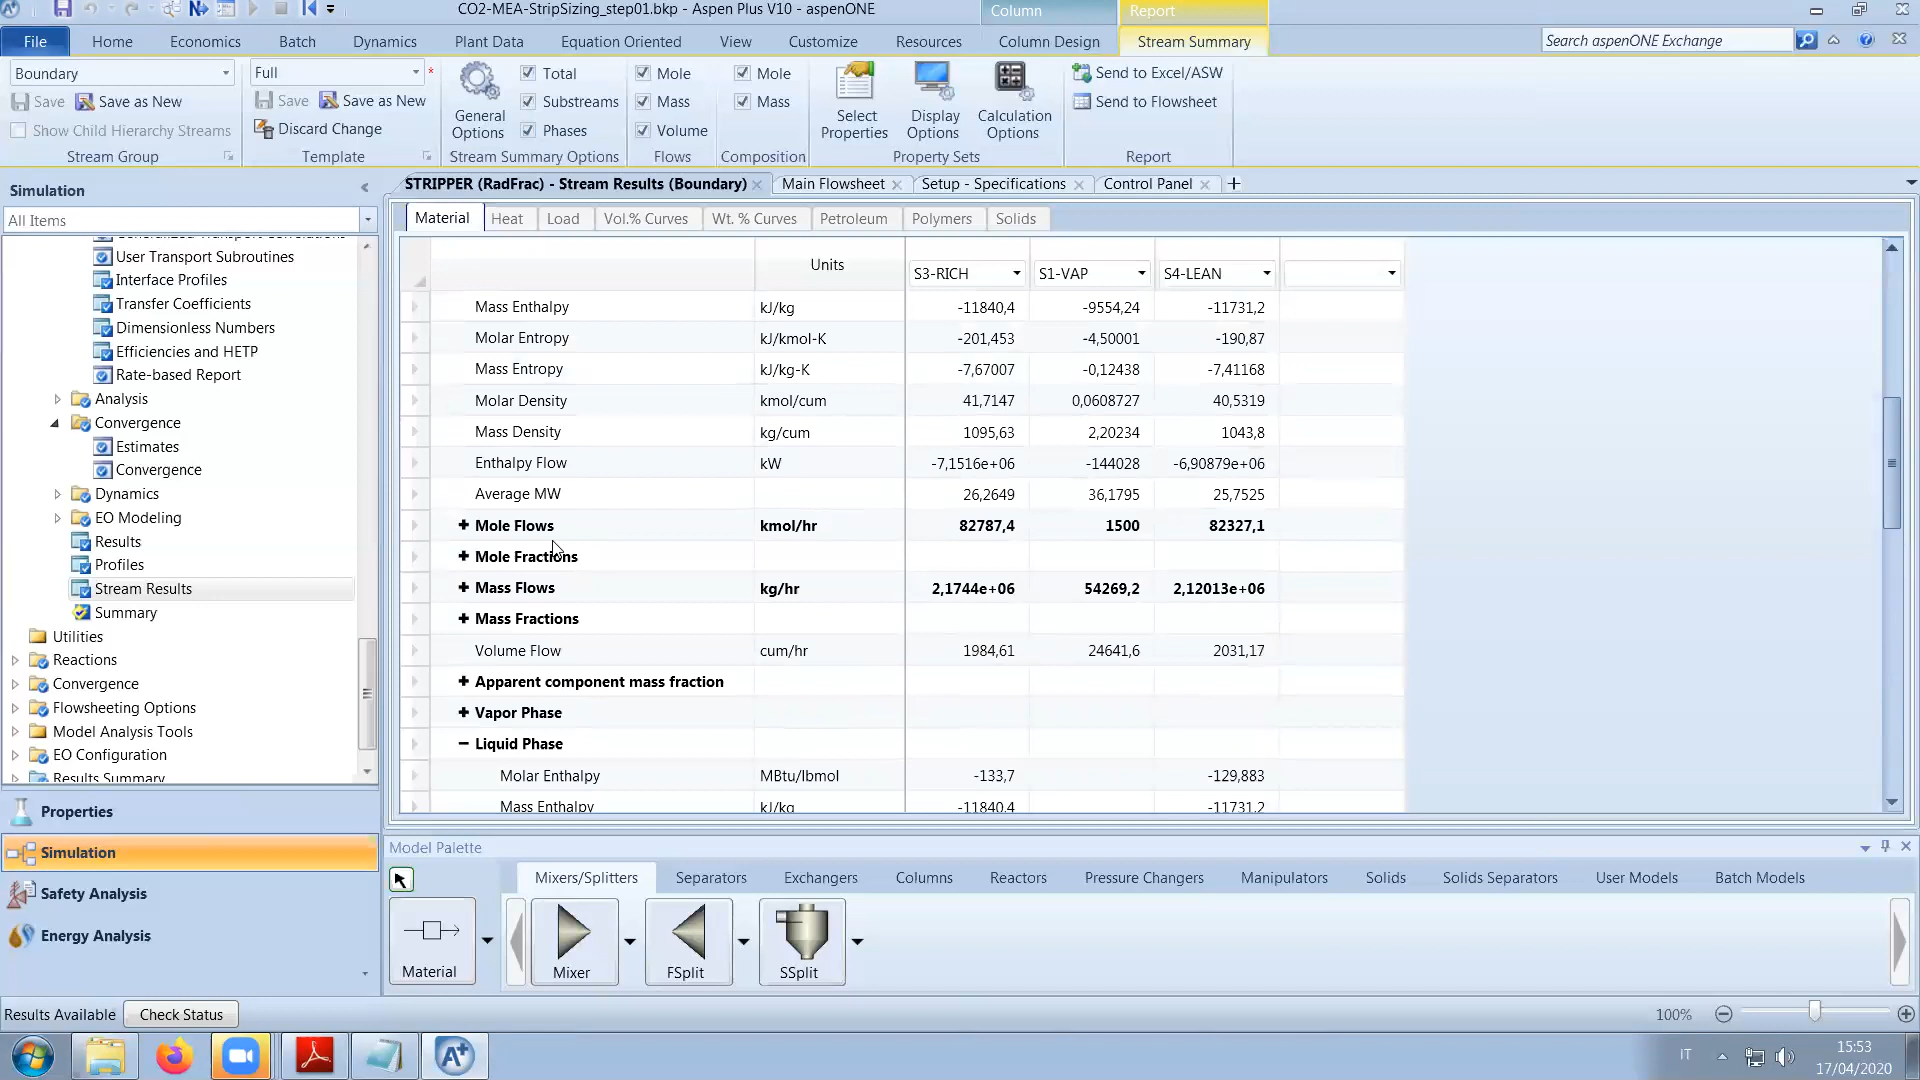 CO2-MEA-StripSizing_step01.bkp - Aspen Plus V10 - aspenONE
Column
Report
File
Home
Economics
Batch
Dynamics
Plant Data
Equation Oriented
View
Customize
Resources
Column Design
Stream Summary
Search aspenONE Exchange
Boundary
Save
Save as New
Show Child Hierarchy Streams
Stream Group
Full
*
Save
Save as New
Discard Change
Template
General Options
Total
Substreams
Phases
Stream Summary Options
Mole
Mass
Volume
Flows
Mole
Mass
Composition
Select Properties
Display Options
Calculation Options
Property Sets
Send to Excel/ASW
Send to Flowsheet
Report
Simulation
All Items
User Transport Subroutines
Interface Profiles
Transfer Coefficients
Dimensionless Numbers
Efficiencies and HETP
Rate-based Report
Analysis
Convergence
Estimates
Convergence
Dynamics
EO Modeling
Results
Profiles
Stream Results
Summary
Utilities
Reactions
Convergence
Flowsheeting Options
Model Analysis Tools
EO Configuration
Results Summary
Properties
Simulation
Safety Analysis
Energy Analysis
STRIPPER (RadFrac) - Stream Results (Boundary)
Main Flowsheet
Setup - Specifications
Control Panel
Material
Heat
Load
Vol.% Curves
Wt. % Curves
Petroleum
Polymers
Solids
Units S3-RICH S1-VAP S4-LEAN
Mass Enthalpy kJ/kg -11840,4 -9554,24 -11731,2
Molar Entropy kJ/kmol-K -201,453 -4,50001 -190,87
Mass Entropy kJ/kg-K -7,67007 -0,12438 -7,41168
Molar Density kmol/cum 41,7147 0,0608727 40,5319
Mass Density kg/cum 1095,63 2,20234 1043,8
Enthalpy Flow kW -7,1516e+06 -144028 -6,90879e+06
Average MW 26,2649 36,1795 25,7525
+ Mole Flows kmol/hr 82787,4 1500 82327,1
+ Mole Fractions
+ Mass Flows kg/hr 2,1744e+06 54269,2 2,12013e+06
+ Mass Fractions
Volume Flow cum/hr 1984,61 24641,6 2031,17
+ Apparent component mass fraction
+ Vapor Phase
− Liquid Phase
Molar Enthalpy MBtu/lbmol -133,7 -129,883
Mass Enthalpy kJ/kg -11840,4 -11731,2
Model Palette
Mixers/Splitters
Separators
Exchangers
Columns
Reactors
Pressure Changers
Manipulators
Solids
Solids Separators
User Models
Batch Models
Material
Mixer
FSplit
SSplit
Results Available
Check Status
100%
IT
15:53
17/04/2020